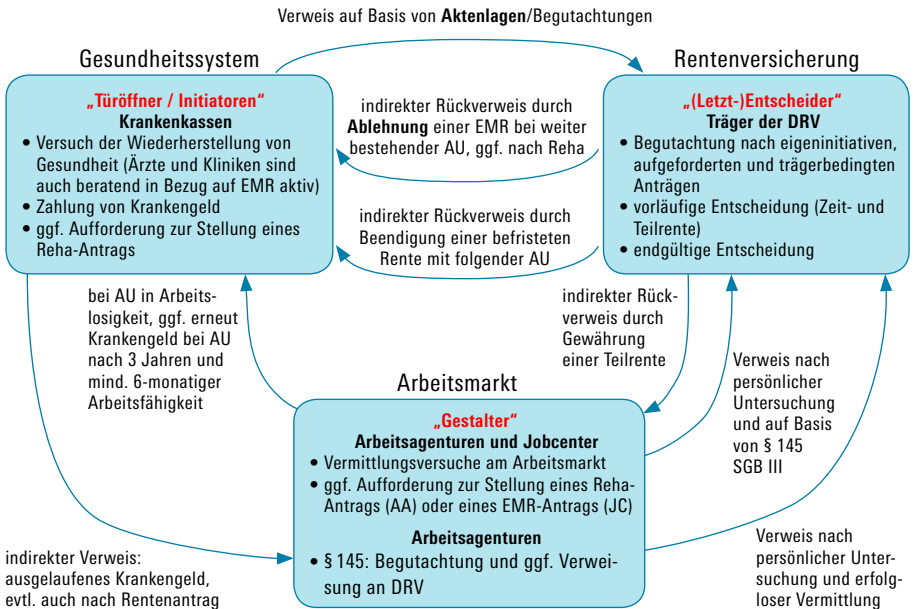 Verweis auf Basis von Aktenlagen/Begutachtungen
Gesundheitssystem
„Türöffner / Initiatoren“
Krankenkassen
• Versuch der Wiederherstellung von
Gesundheit (Ärzte und Kliniken sind
auch beratend in Bezug auf EMR aktiv)
• Zahlung von Krankengeld
• ggf. Aufforderung zur Stellung eines
Reha-Antrags
indirekter Rückverweis durch
Ablehnung einer EMR bei weiter
bestehender AU, ggf. nach Reha
indirekter Rückverweis durch
Beendigung einer befristeten
Rente mit folgender AU
Rentenversicherung
„(Letzt-)Entscheider“
Träger der DRV
• Begutachtung nach eigeninitiativen,
aufgeforderten und trägerbedingten
Anträgen
• vorläufige Entscheidung (Zeit- und
Teilrente)
• endgültige Entscheidung
bei AU in Arbeits-
losigkeit, ggf. erneut
Krankengeld bei AU
nach 3 Jahren und
mind. 6-monatiger
Arbeitsfähigkeit
indirekter Rück-
verweis durch
Gewährung
einer Teilrente
Verweis nach
persönlicher
Untersuchung
und auf Basis
von § 145
SGB III
Arbeitsmarkt
„Gestalter“
Arbeitsagenturen und Jobcenter
• Vermittlungsversuche am Arbeitsmarkt
• ggf. Aufforderung zur Stellung eines Reha-
Antrags (AA) oder eines EMR-Antrags (JC)
Arbeitsagenturen
• § 145: Begutachtung und ggf. Verwei-
sung an DRV
indirekter Verweis:
ausgelaufenes Krankengeld,
evtl. auch nach Rentenantrag
Verweis nach
persönlicher Unter-
suchung und erfolg-
loser Vermittlung